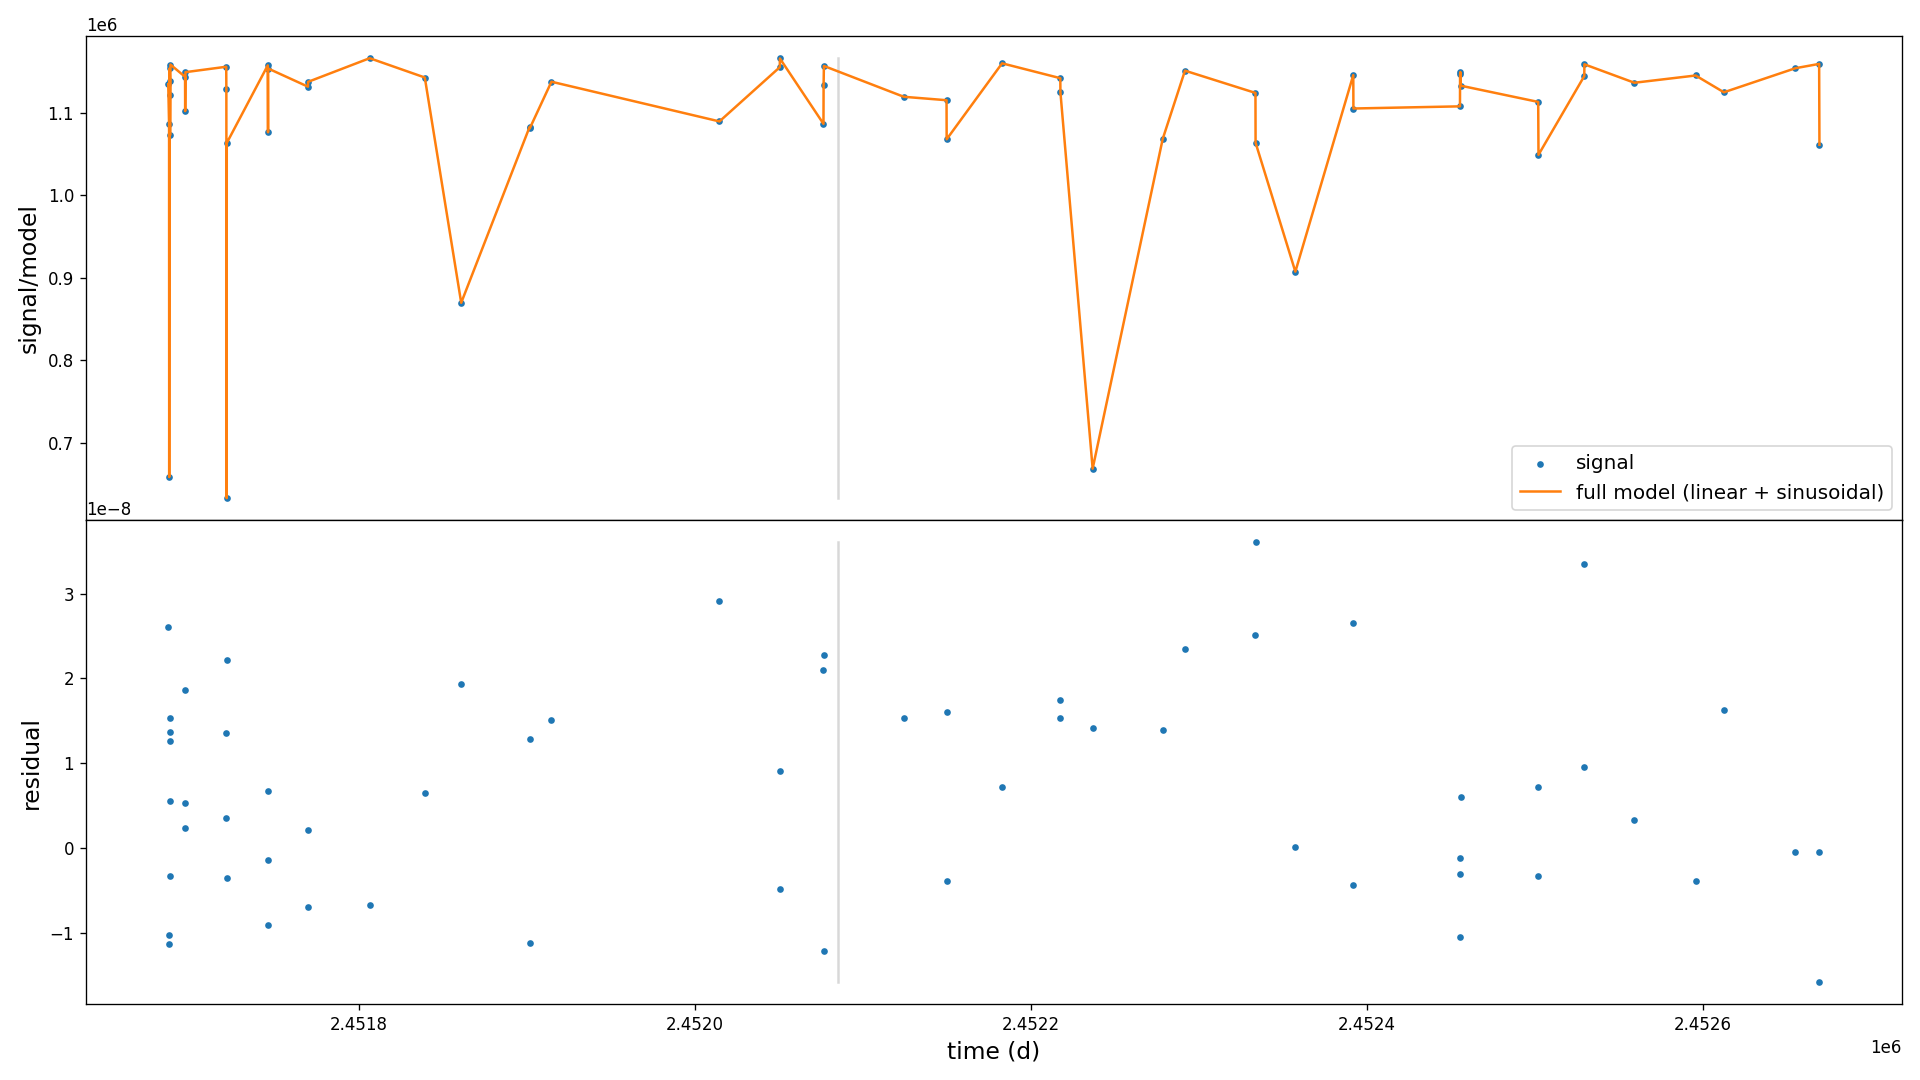 1e6
1.1
1.0
0.9
0.8
0.7
signal/model
signal
full model (linear + sinusoidal)
1e−8
3
2
1
0
−1
residual
2.4518
2.4520
2.4522
2.4524
2.4526
time (d)
1e6